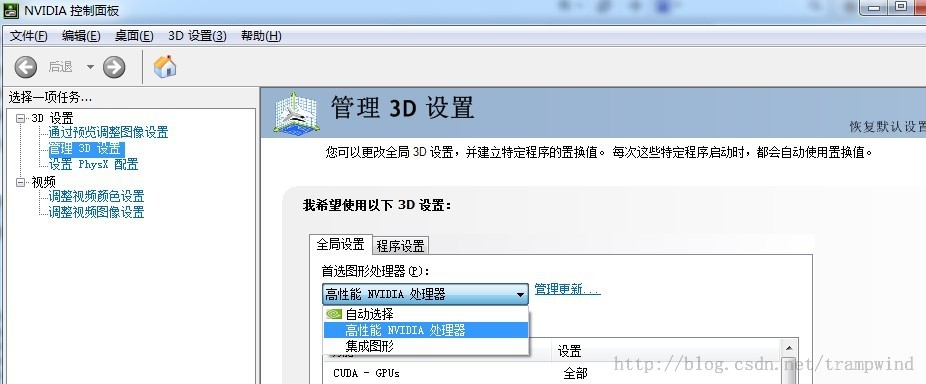 NVIDIA 控制面板
文件(F) 编辑(E) 桌面(E) 3D 设置(3) 帮助(H)
后退
选择一项任务...
3D 设置
通过预览调整图像设置
管理 3D 设置
设置 PhysX 配置
视频
调整视频颜色设置
调整视频图像设置
管理 3D 设置
恢复默认设置
您可以更改全局 3D 设置，并建立特定程序的置换值。 每次这些特定程序启动时，都会自动使用置换值。
我希望使用以下 3D 设置:
全局设置 程序设置
首选图形处理器(P):
高性能 NVIDIA 处理器 管理更新...
自动选择
高性能 NVIDIA 处理器
集成图形
设置
CUDA - GPUs 全部
http://blog.csdn.net/trampwind